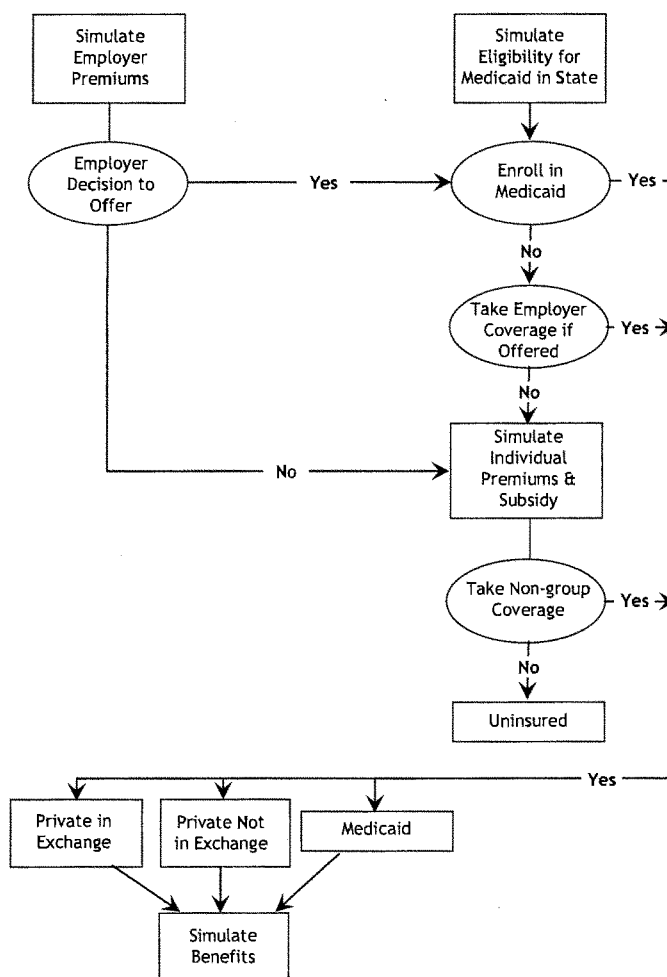 Simulate
Employer
Premiums
Simulate
Eligibility for
Medicaid in State
Employer
Decision to
Offer
Yes
Enroll in
Medicaid
Yes
No
Take Employer
Coverage if
Offered
Yes
No
Simulate
Individual
Premiums &
Subsidy
No
Take Non-group
Coverage
Yes
No
Uninsured
Yes
Private in
Exchange
Private Not
in Exchange
Medicaid
Simulate
Benefits